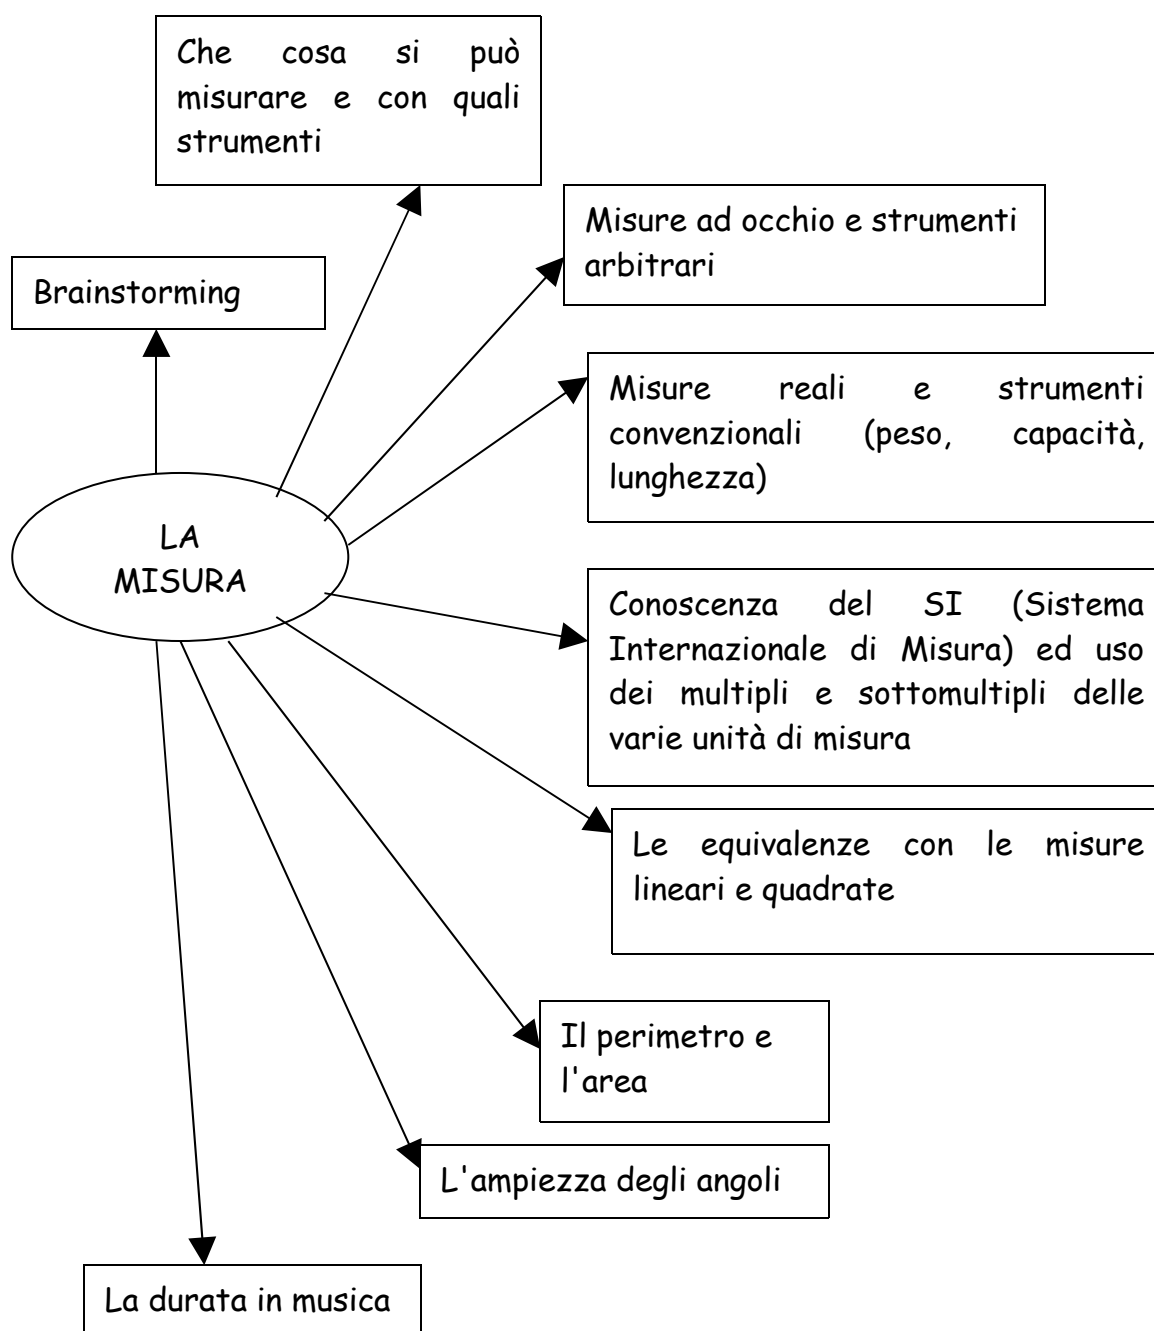 Che cosa si può
misurare e con quali
strumenti
Misure ad occhio e strumenti
arbitrari
Brainstorming
Misure reali e strumenti
convenzionali (peso, capacità,
lunghezza)
LA
MISURA
Conoscenza del SI (Sistema
Internazionale di Misura) ed uso
dei multipli e sottomultipli delle
varie unità di misura
Le equivalenze con le misure
lineari e quadrate
Il perimetro e
l'area
L'ampiezza degli angoli
La durata in musica